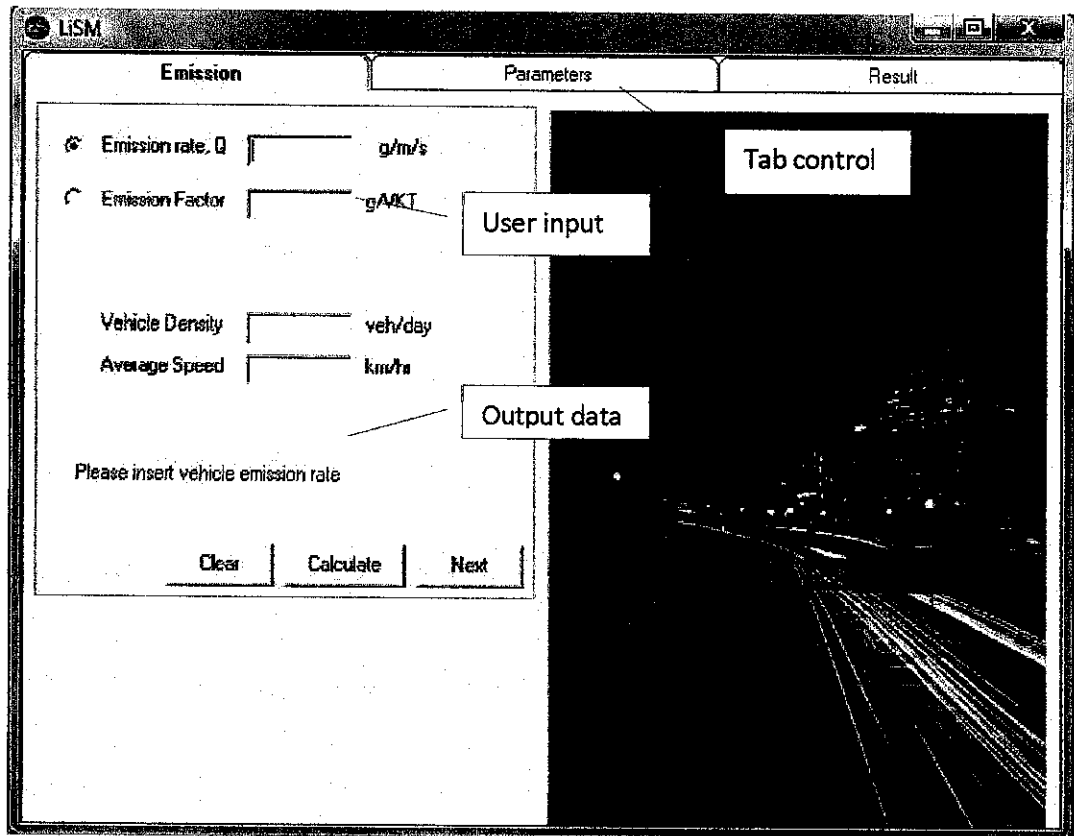 LiSM
Emission Parameters Result
Emission rate, Q g/m/s
Tab control
Emission Factor g/VKT
User input
Vehicle Density veh/day
Average Speed km/hr
Output data
Please insert vehicle emission rate
Clear Calculate Next